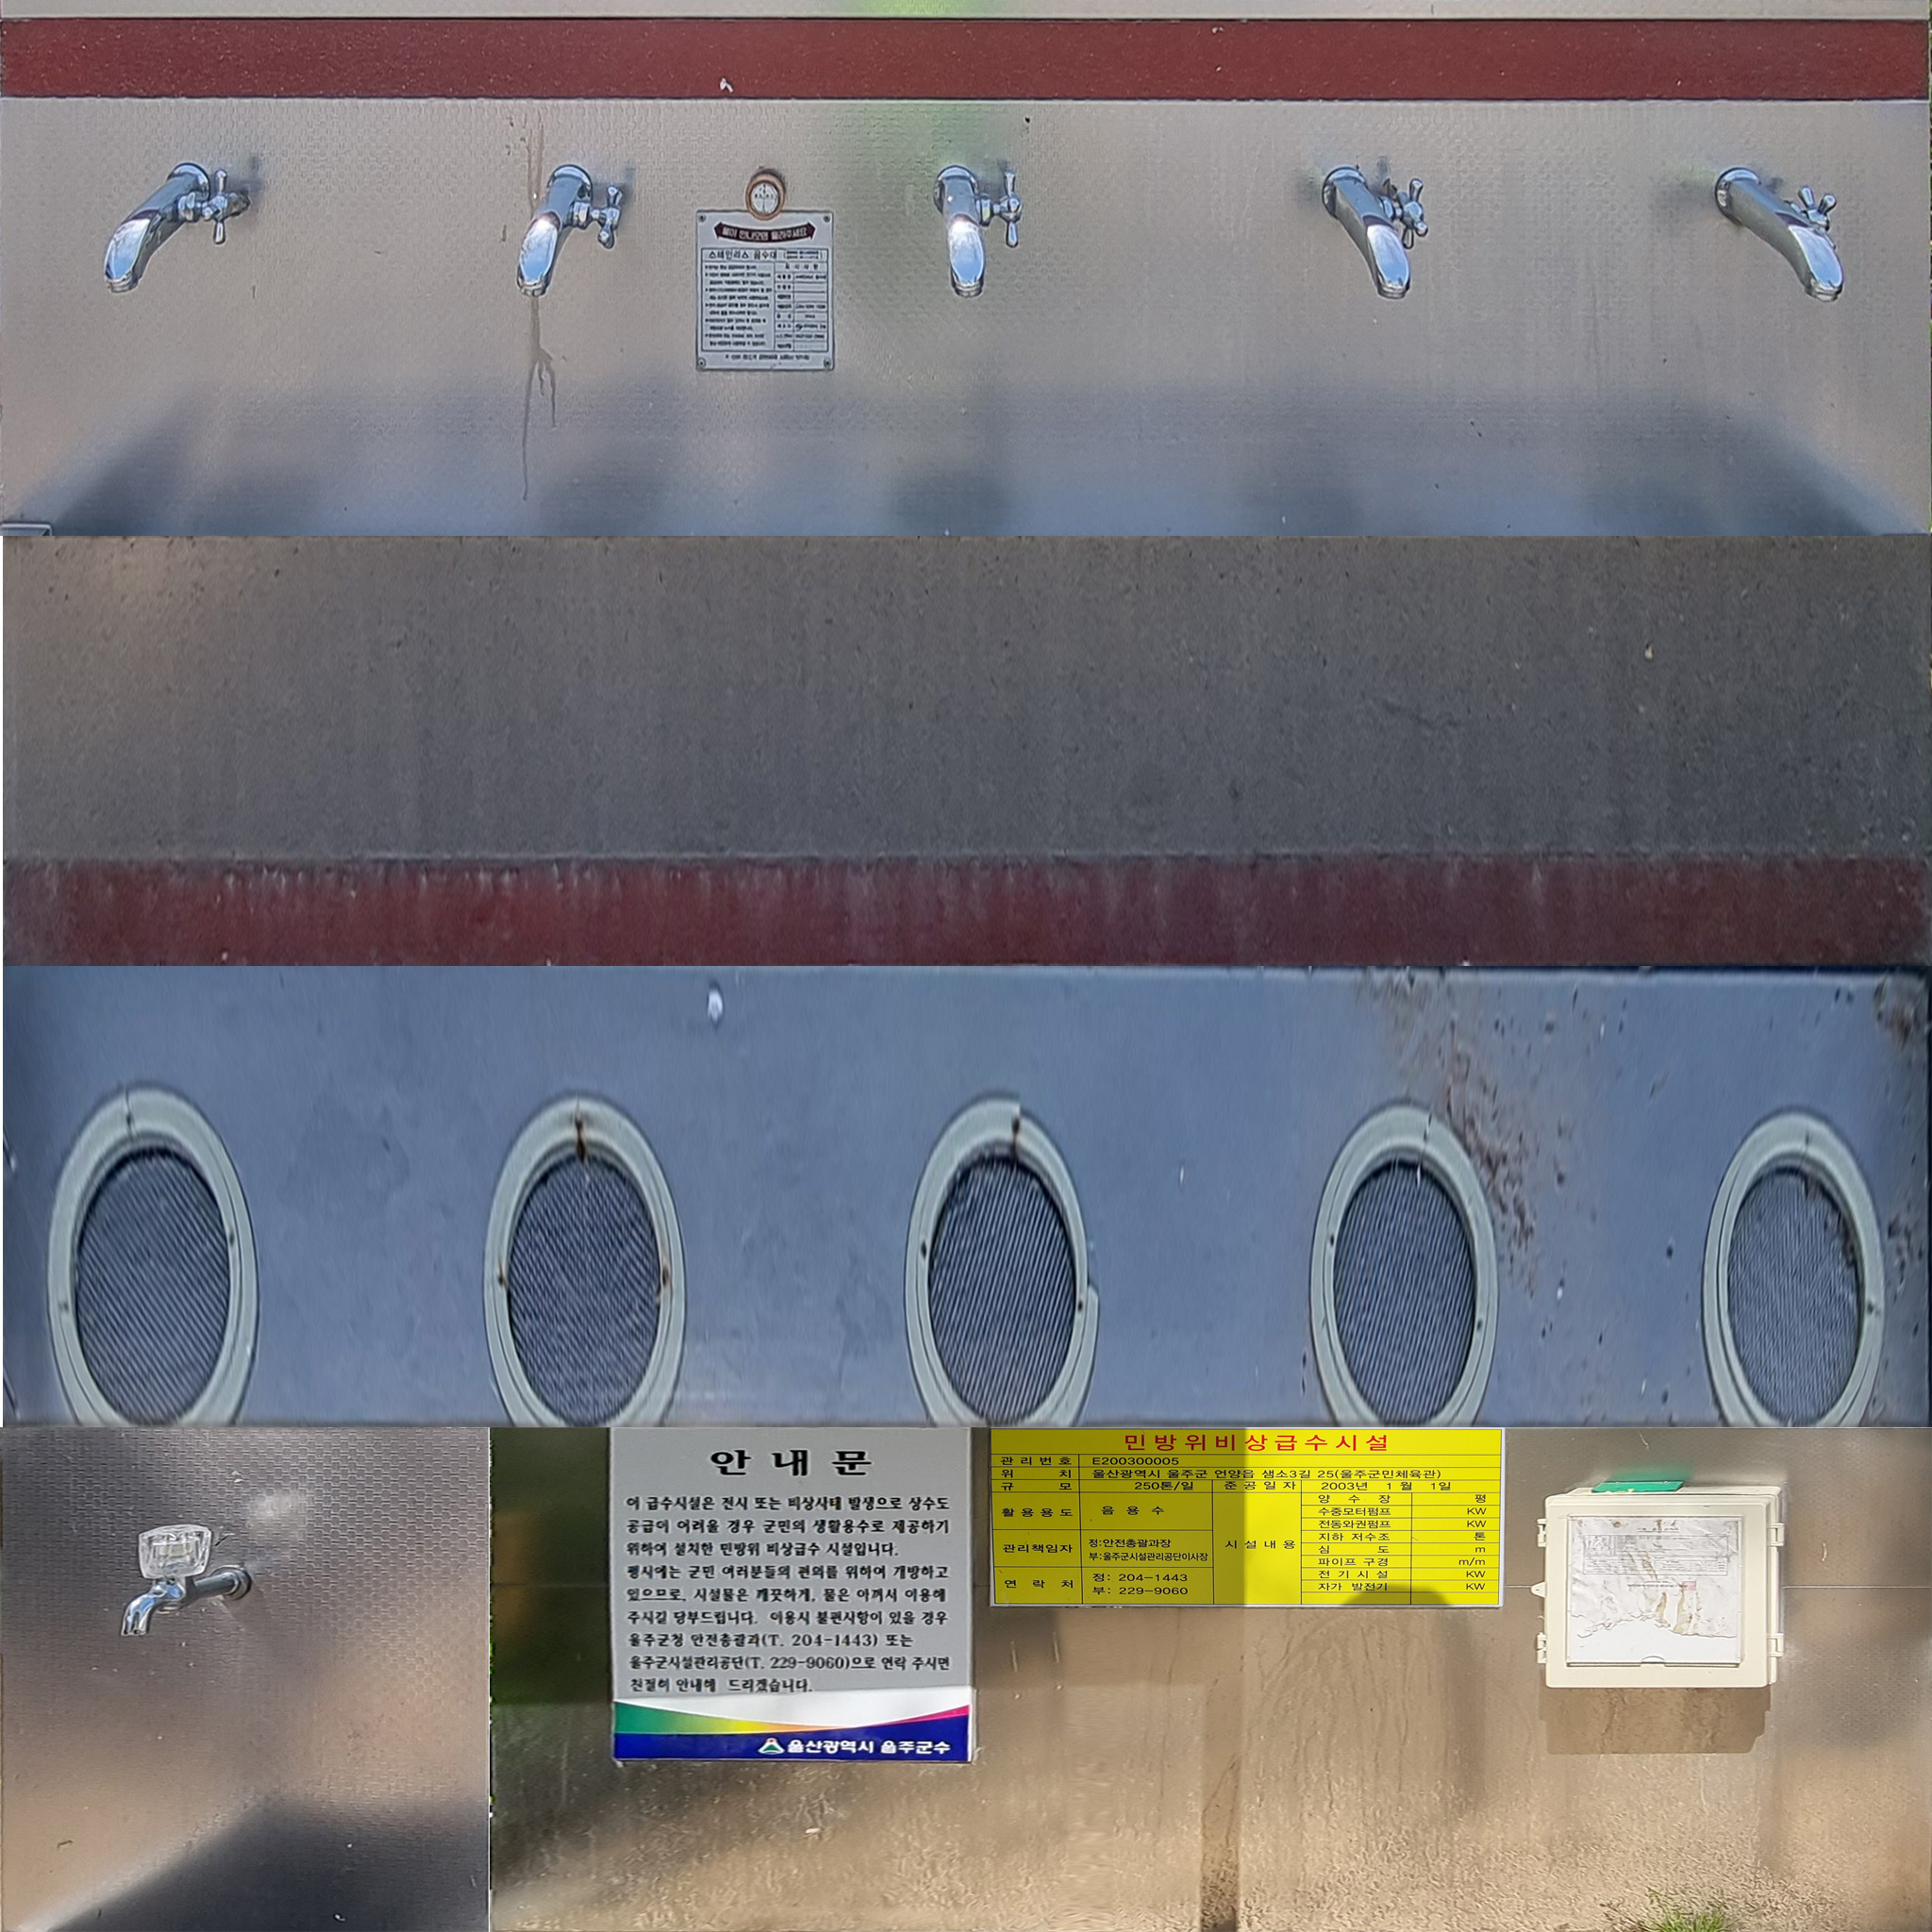 물이 안나오면 돌려주세요
스테인리스 음수대
안 내 문
이 급수시설은 전시 또는 비상사태 발생으로 상수도
공급이 어려울 경우 군민의 생활용수로 제공하기
위하여 설치한 민방위 비상급수 시설입니다.
평시에는 군민 여러분들의 편의를 위하여 개방하고
있으므로, 시설물은 깨끗하게, 물은 아껴서 이용해
주시길 당부드립니다. 이용시 불편사항이 있을 경우
울주군청 안전총괄과(T. 204-1443) 또는
울주군시설관리공단(T. 229-9060)으로 연락 주시면
친절히 안내해 드리겠습니다.
울산광역시 울주군수
민방위비상급수시설
관리번호 E200300005
위 치 울산광역시 울주군 언양읍 샘소3길 25(울주군민체육관)
규 모 250톤/일 준공일자 2003년 1월 1일
활용용도 음 용 수
관리책임자 정:안전총괄과장
부:울주군시설관리공단이사장
연 락 처 정: 204-1443
부: 229-9060
시설내용
양 수 장 평
수중모터펌프 KW
전동와권펌프 KW
지하 저수조 톤
심 도 m
파이프 구경 m/m
전 기 시 설 KW
자가 발전기 KW